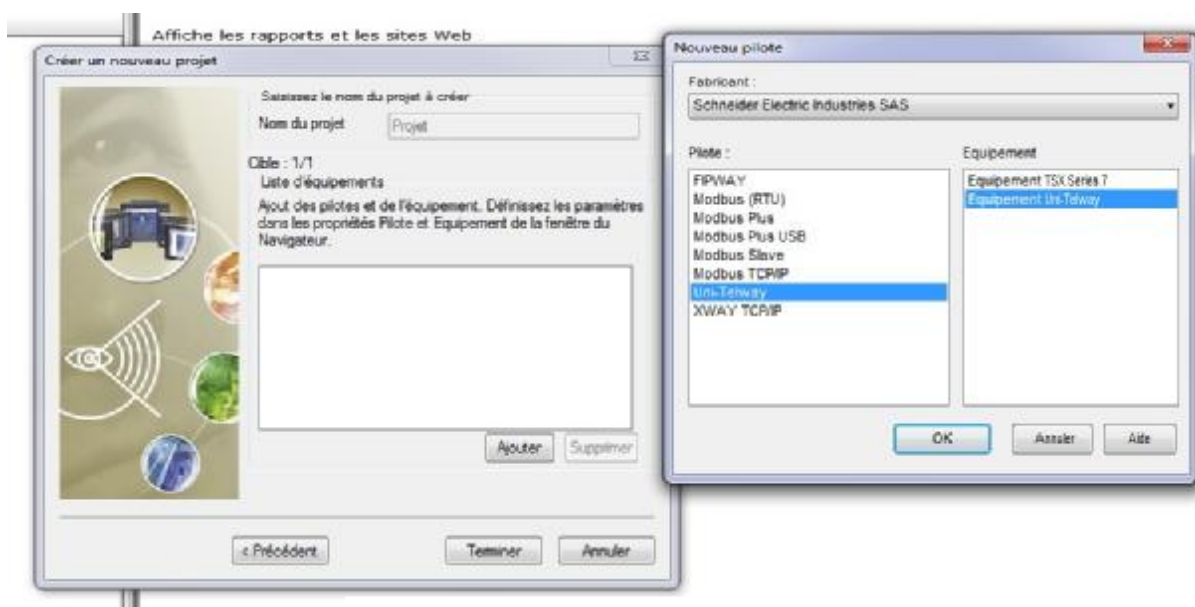 Affiche les rapports et les sites Web
Créer un nouveau projet
Saisissez le nom du projet à créer
Nom du projet
Projet
Cible : 1/1
Liste d'équipements
Ajout des pilotes et de l'équipement. Définissez les paramètres
dans les propriétés Pilote et Equipement de la fenêtre du
Navigateur.
Ajouter
Supprimer
< Précédent
Terminer
Annuler
Nouveau pilote
Fabricant :
Schneider Electric Industries SAS
Pilote :
FIPWAY
Modbus (RTU)
Modbus Plus
Modbus Plus USB
Modbus Slave
Modbus TCP/IP
Uni-Telway
XWAY TCP/IP
Equipement
Equipement TSX Series 7
Equipement Uni-Telway
OK
Annuler
Aide